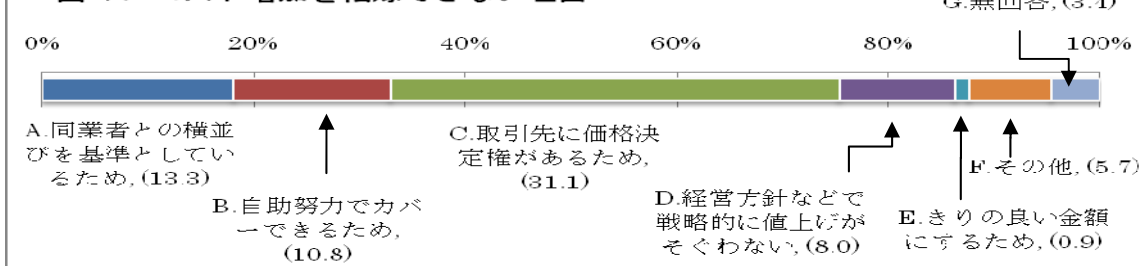 G.無回答, (3.4)
0% 20% 40% 60% 80% 100%
A.同業者との横並
びを基準としてい
るため, (13.3)
B.自助努力でカバ
ーできるため,
(10.8)
C.取引先に価格決
定権があるため,
(31.1)
D.経営方針などで
戦略的に値上げが
そぐわない, (8.0)
E.きりの良い金額
にするため, (0.9)
F.その他, (5.7)